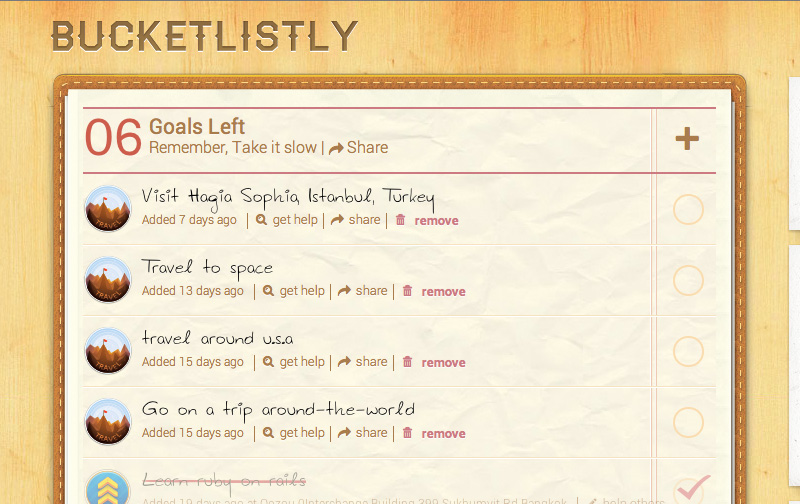 BUCKETLISTLY
06 Goals Left
Remember, Take it slow | Share
Visit Hagia Sophia, Istanbul, Turkey
Added 7 days ago | get help | share | remove
TRAVEL
Travel to space
Added 13 days ago | get help | share | remove
TRAVEL
travel around u.s.a
Added 15 days ago | get help | share | remove
TRAVEL
Go on a trip around-the-world
Added 15 days ago | get help | share | remove
TRAVEL
Learn ruby on rails
Added 19 days ago at Oozou (Interchange Building 399 Sukhumvit Rd Bangkok | help others